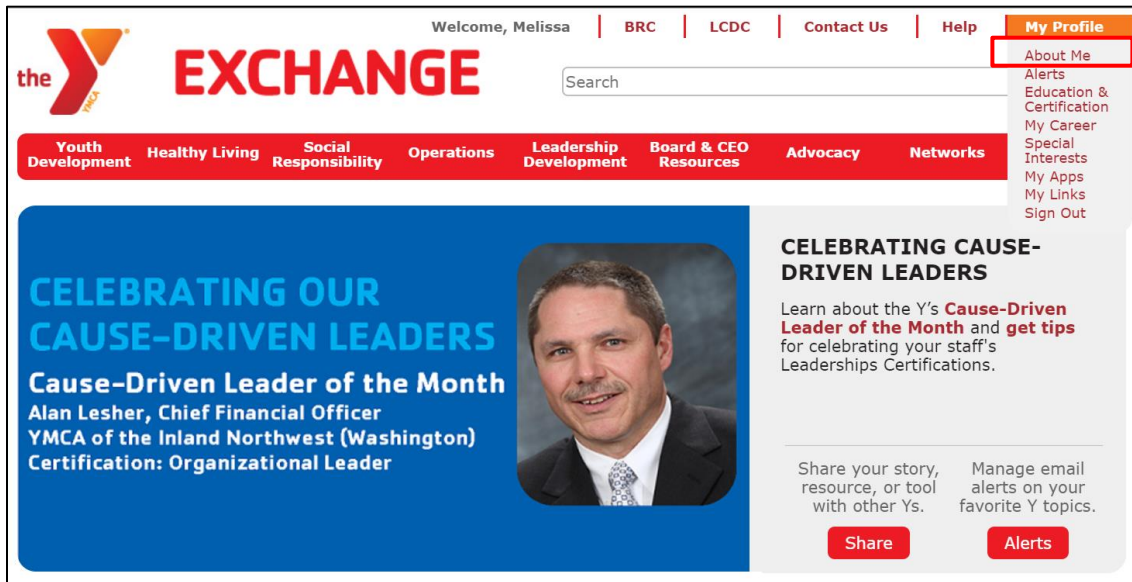 Welcome, Melissa BRC LCDC Contact Us Help My Profile
the YMCA
EXCHANGE
Search
About Me
Alerts
Education &
Certification
My Career
Special
Interests
My Apps
My Links
Sign Out
Youth
Development
Healthy Living
Social
Responsibility
Operations
Leadership
Development
Board & CEO
Resources
Advocacy
Networks
CELEBRATING OUR
CAUSE-DRIVEN LEADERS
Cause-Driven Leader of the Month
Alan Lesher, Chief Financial Officer
YMCA of the Inland Northwest (Washington)
Certification: Organizational Leader
CELEBRATING CAUSE-
DRIVEN LEADERS
Learn about the Y's Cause-Driven
Leader of the Month and get tips
for celebrating your staff's
Leaderships Certifications.
Share your story,
resource, or tool
with other Ys.
Share
Manage email
alerts on your
favorite Y topics.
Alerts